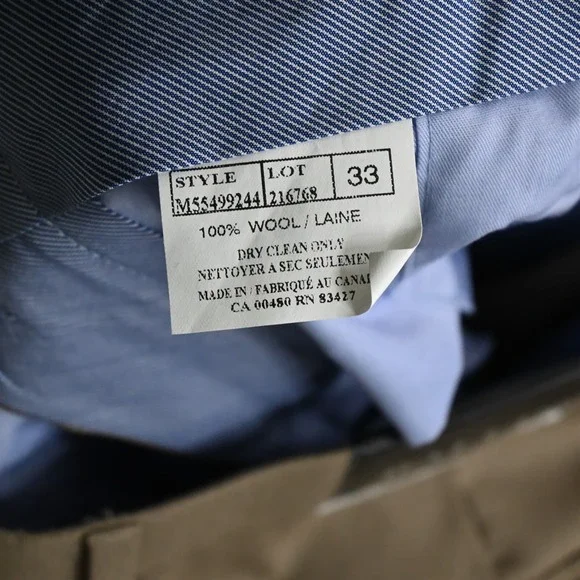 STYLE LOT 33
M55499244 216768
100% WOOL / LAINE
DRY CLEAN ONLY
NETTOYER A SEC SEULEMEN
MADE IN / FABRIQUÉ AU CANAD
CA 00480 RN 83427